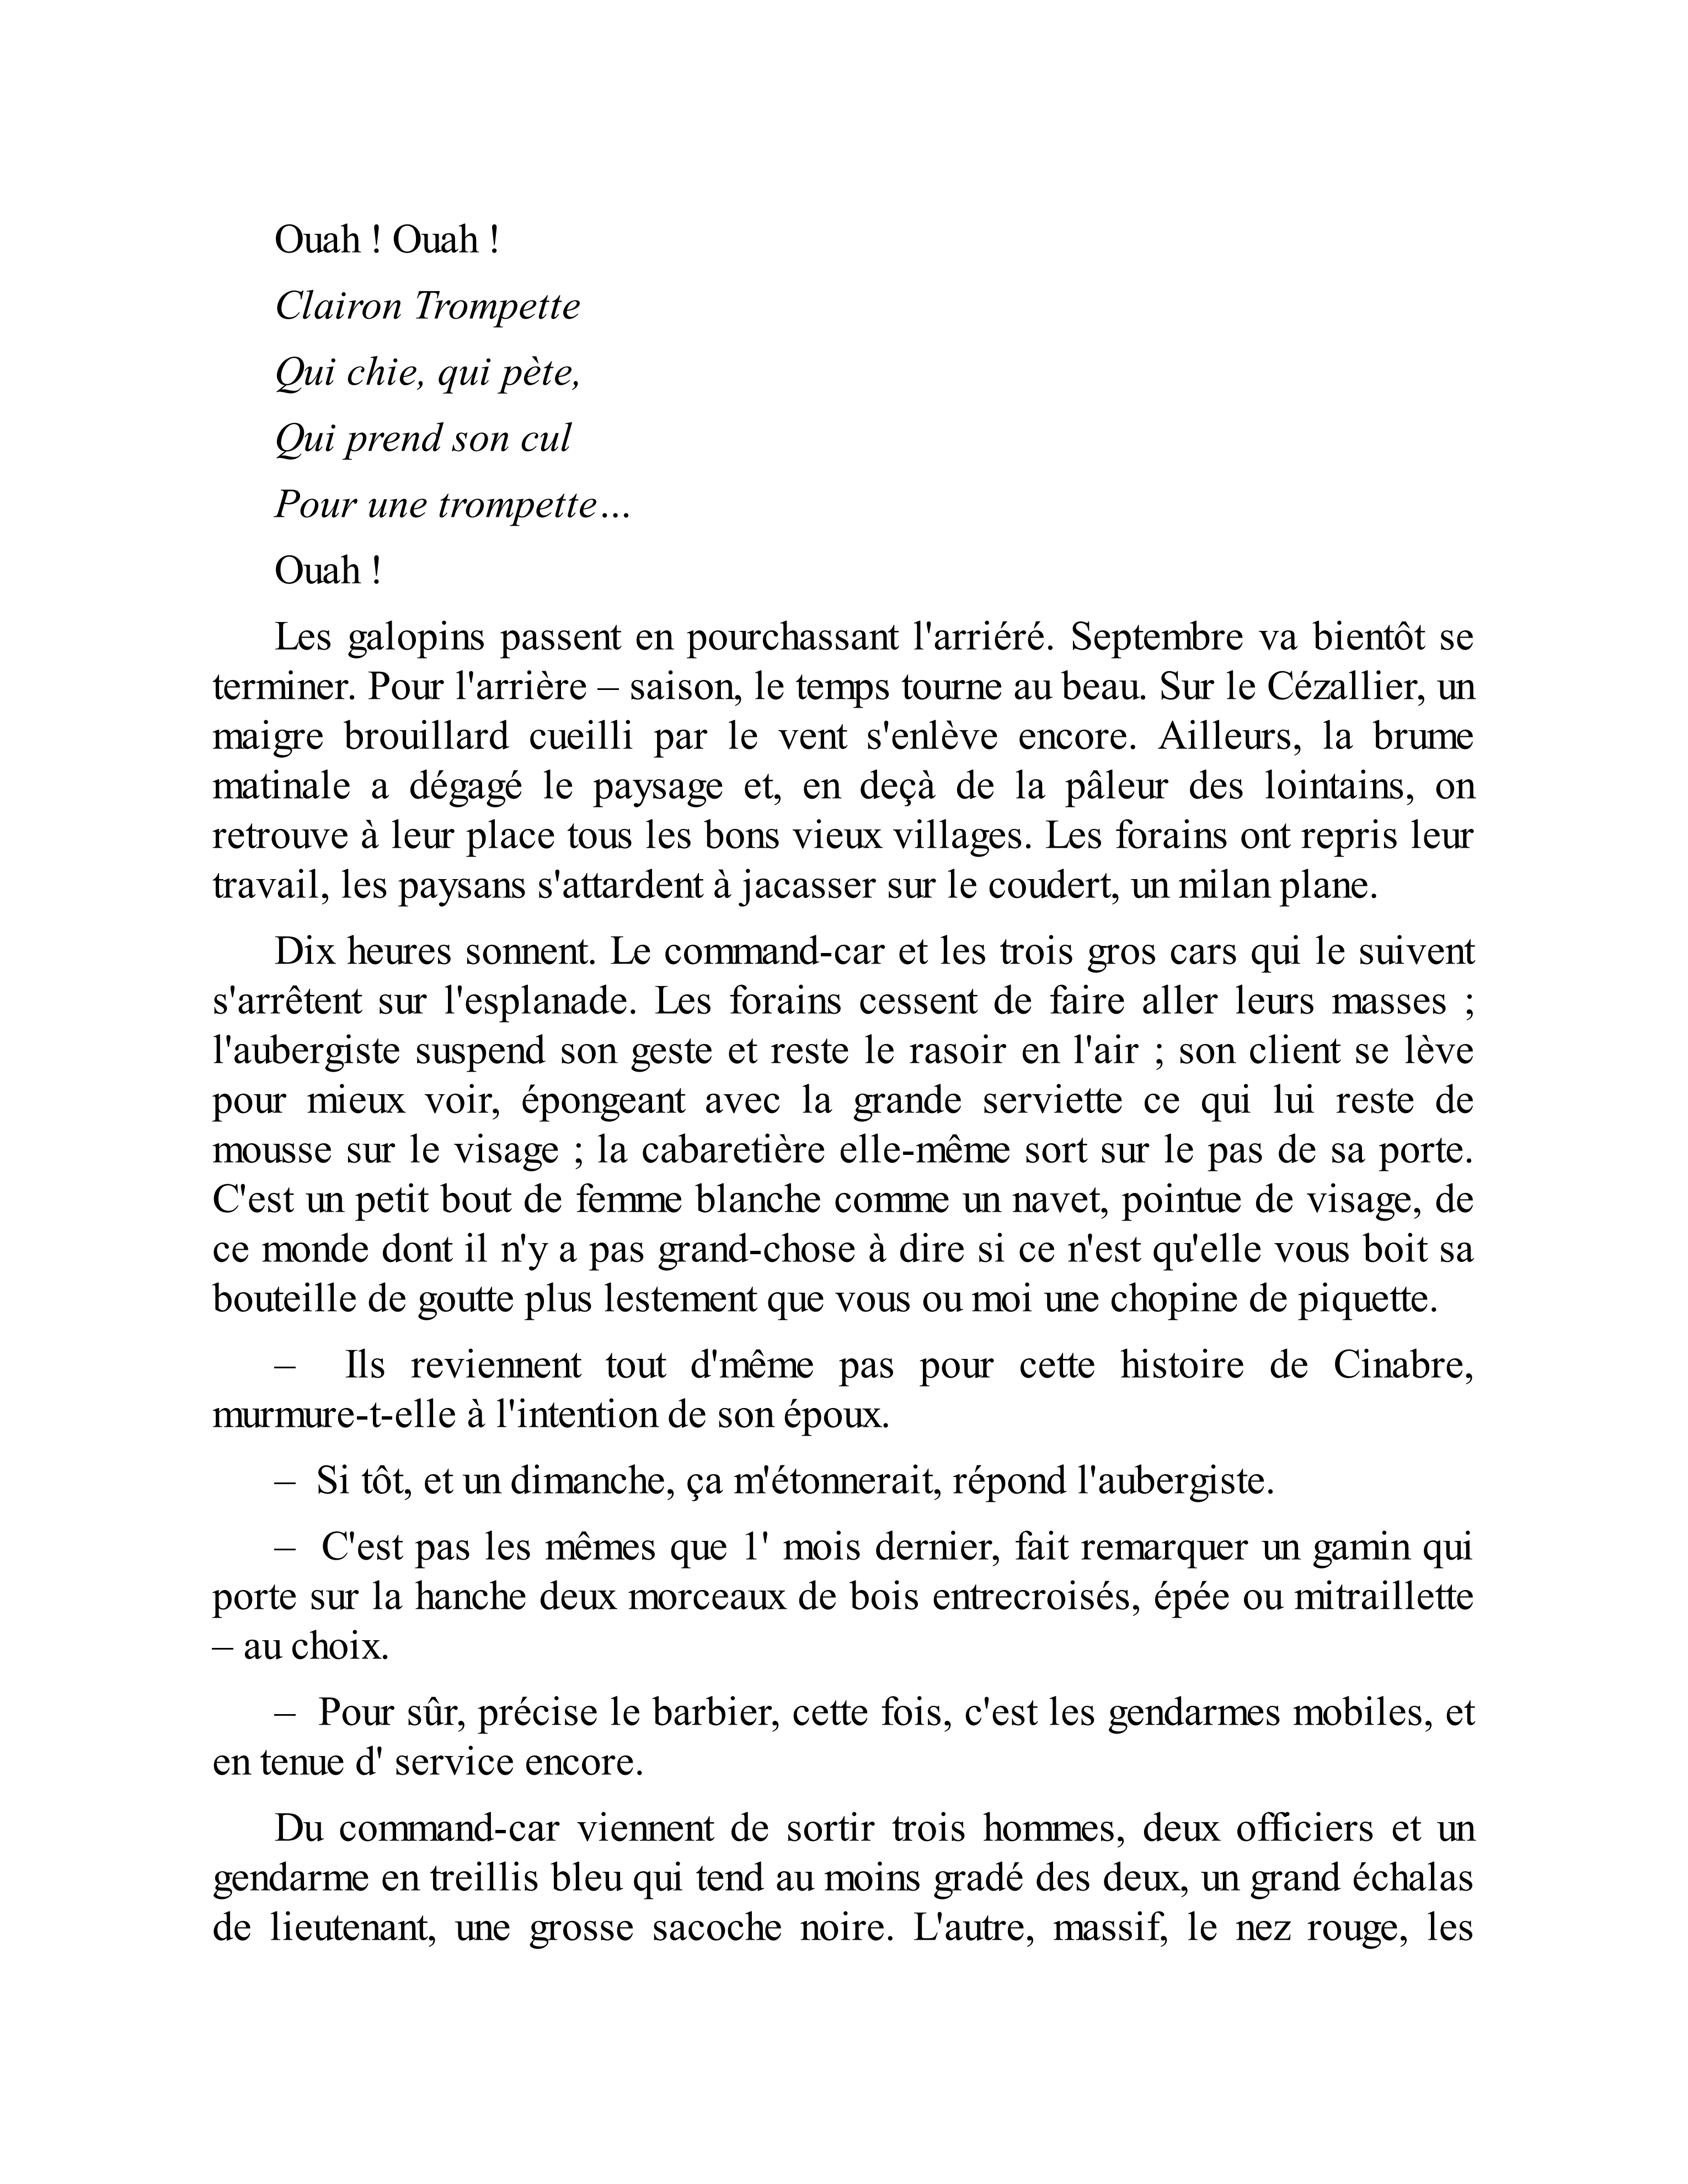 Ouah ! Ouah !
Clairon Trompette
Qui chie, qui pète,
Qui prend son cul
Pour une trompette…
Ouah !
Les galopins passent en pourchassant l'arriéré. Septembre va bientôt se
terminer. Pour l'arrière – saison, le temps tourne au beau. Sur le Cézallier, un
maigre brouillard cueilli par le vent s'enlève encore. Ailleurs, la brume
matinale a dégagé le paysage et, en deçà de la pâleur des lointains, on
retrouve à leur place tous les bons vieux villages. Les forains ont repris leur
travail, les paysans s'attardent à jacasser sur le coudert, un milan plane.
Dix heures sonnent. Le command-car et les trois gros cars qui le suivent
s'arrêtent sur l'esplanade. Les forains cessent de faire aller leurs masses ;
l'aubergiste suspend son geste et reste le rasoir en l'air ; son client se lève
pour mieux voir, épongeant avec la grande serviette ce qui lui reste de
mousse sur le visage ; la cabaretière elle-même sort sur le pas de sa porte.
C'est un petit bout de femme blanche comme un navet, pointue de visage, de
ce monde dont il n'y a pas grand-chose à dire si ce n'est qu'elle vous boit sa
bouteille de goutte plus lestement que vous ou moi une chopine de piquette.
– Ils reviennent tout d'même pas pour cette histoire de Cinabre,
murmure-t-elle à l'intention de son époux.
– Si tôt, et un dimanche, ça m'étonnerait, répond l'aubergiste.
– C'est pas les mêmes que 1' mois dernier, fait remarquer un gamin qui
porte sur la hanche deux morceaux de bois entrecroisés, épée ou mitraillette
– au choix.
– Pour sûr, précise le barbier, cette fois, c'est les gendarmes mobiles, et
en tenue d' service encore.
Du command-car viennent de sortir trois hommes, deux officiers et un
gendarme en treillis bleu qui tend au moins gradé des deux, un grand échalas
de lieutenant, une grosse sacoche noire. L'autre, massif, le nez rouge, les